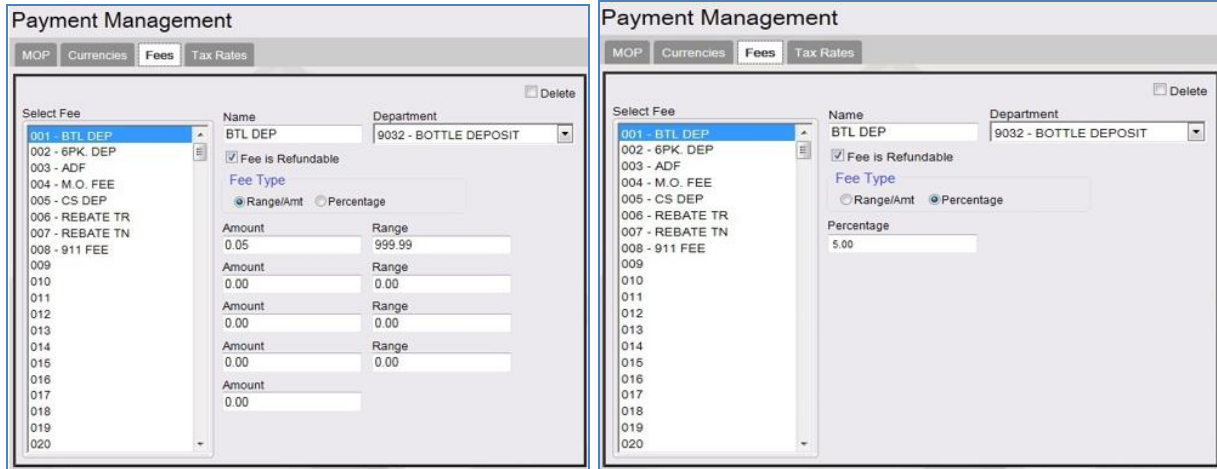 Payment Management
MOP Currencies Fees Tax Rates
Delete
Select Fee
001 - BTL DEP
002 - 6PK. DEP
003 - ADF
004 - M.O. FEE
005 - CS DEP
006 - REBATE TR
007 - REBATE TN
008 - 911 FEE
009
010
011
012
013
014
015
016
017
018
019
020
Name Department
BTL DEP 9032 - BOTTLE DEPOSIT
Fee is Refundable
Fee Type
Range/Amt Percentage
Amount Range
0.05 999.99
Amount Range
0.00 0.00
Amount Range
0.00 0.00
Amount Range
0.00 0.00
Amount
0.00
Payment Management
MOP Currencies Fees Tax Rates
Delete
Select Fee
001 - BTL DEP
002 - 6PK. DEP
003 - ADF
004 - M.O. FEE
005 - CS DEP
006 - REBATE TR
007 - REBATE TN
008 - 911 FEE
009
010
011
012
013
014
015
016
017
018
019
020
Name Department
BTL DEP 9032 - BOTTLE DEPOSIT
Fee is Refundable
Fee Type
Range/Amt Percentage
Percentage
5.00